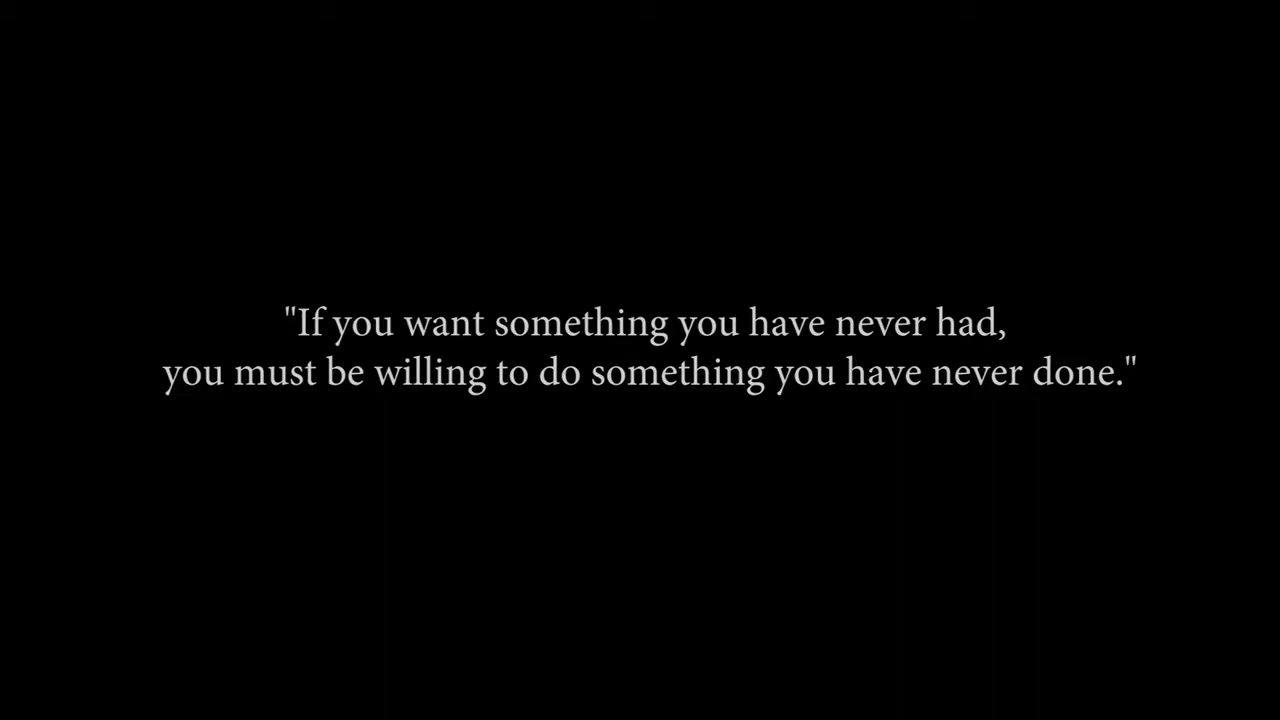 "If you want something you have never had,
you must be willing to do something you have never done."